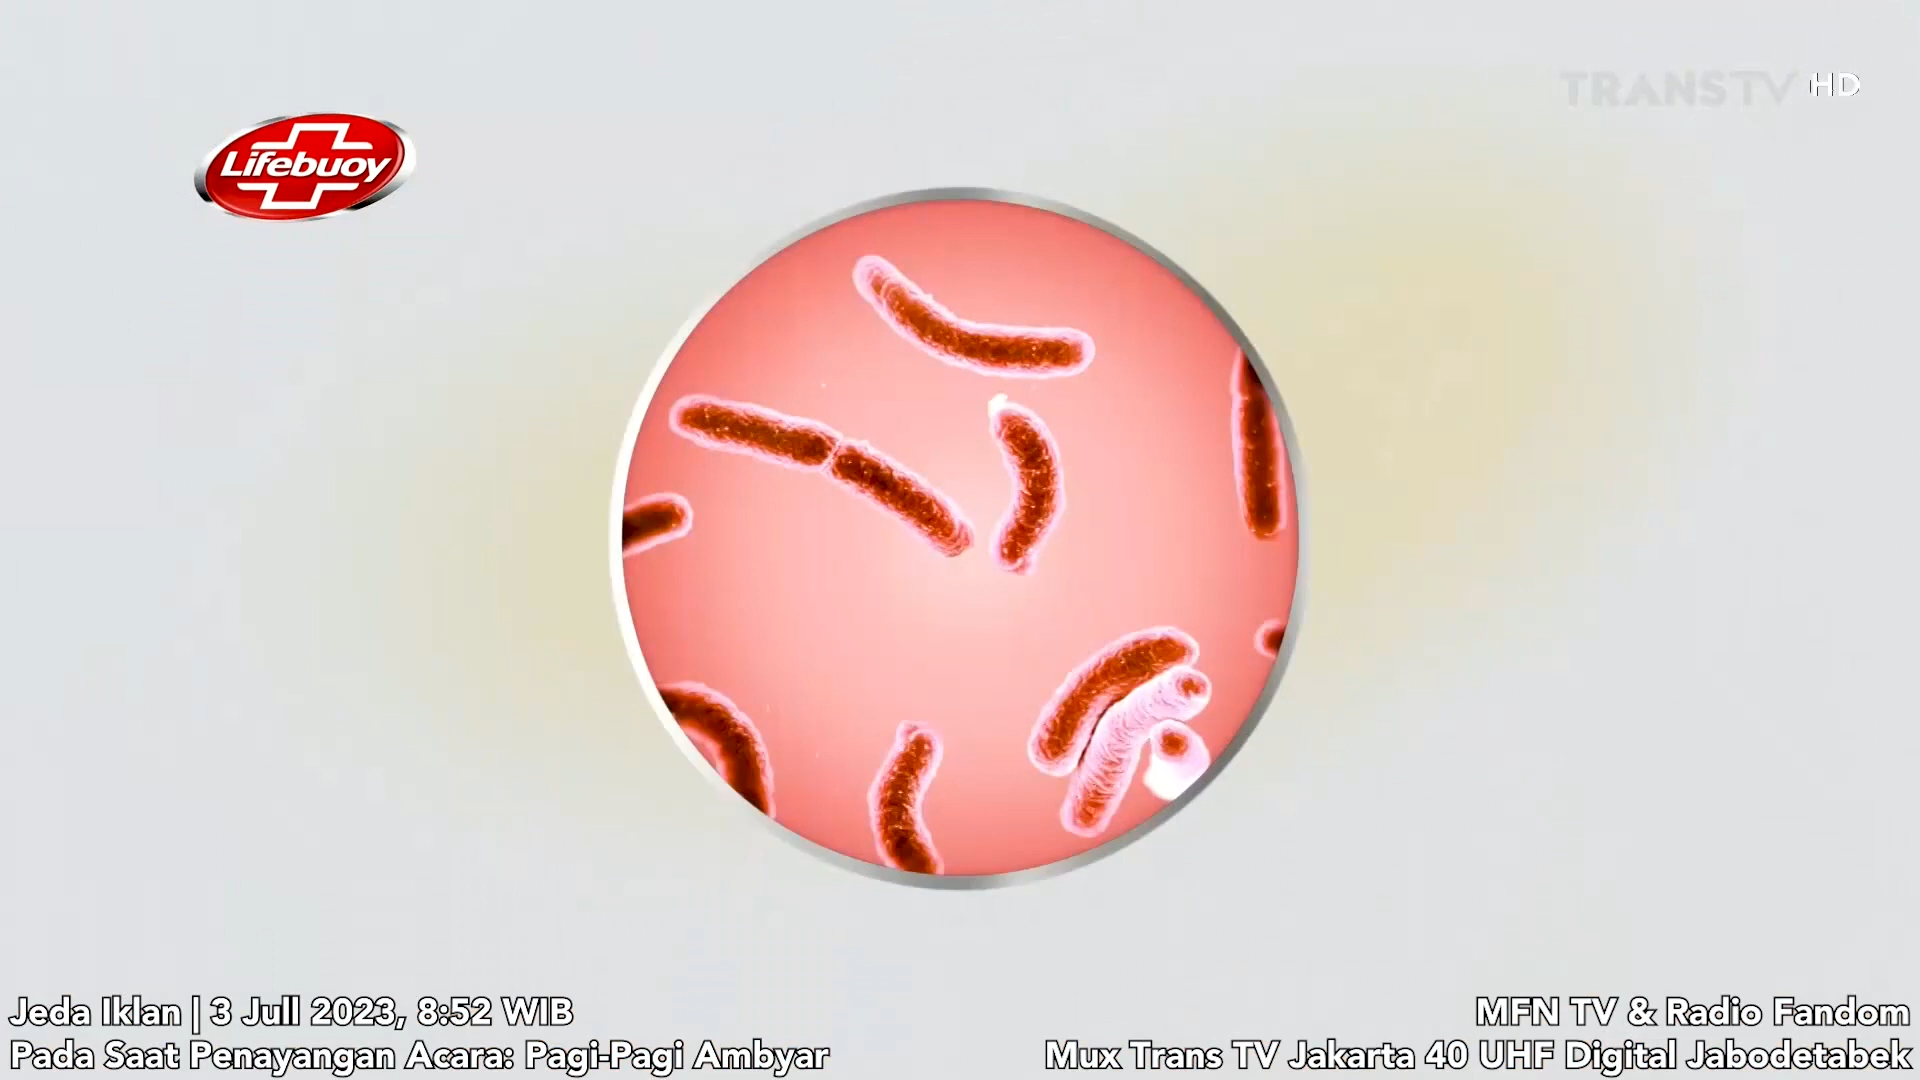 TRANSTV HD
Lifebuoy
Jeda Iklan | 3 Juli 2023, 8:52 WIB
Pada Saat Penayangan Acara: Pagi-Pagi Ambyar
MFN TV & Radio Fandom
Mux Trans TV Jakarta 40 UHF Digital Jabodetabek